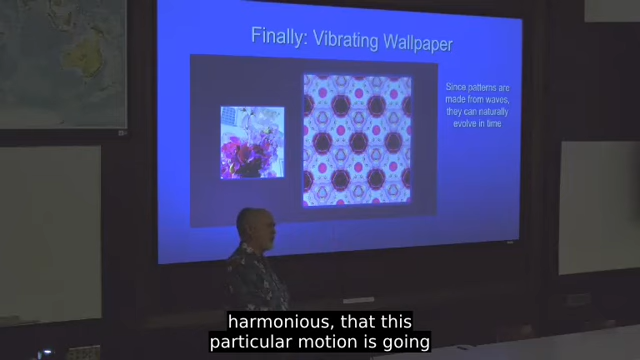 Finally: Vibrating Wallpaper
Since patterns are
made from waves,
they can naturally
evolve in time
harmonious, that this
particular motion is going